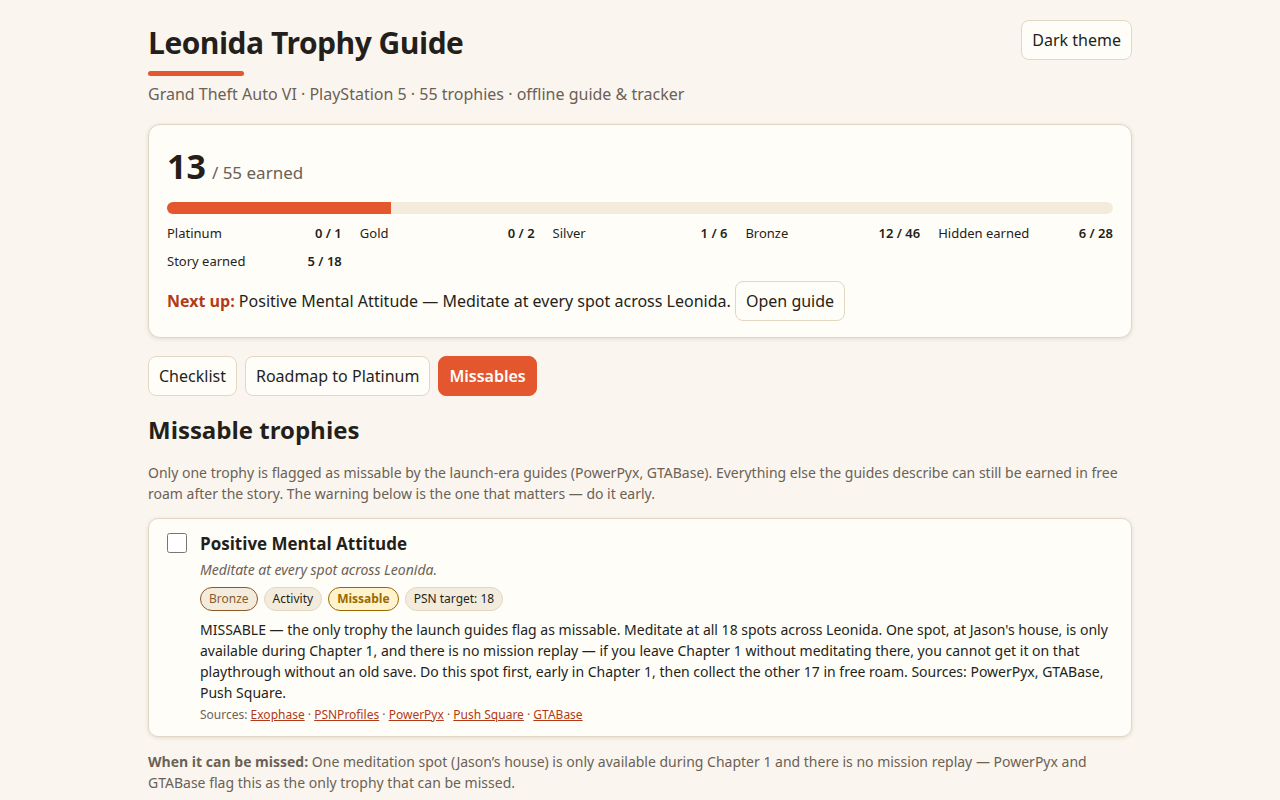 Leonida Trophy Guide
Dark theme
Grand Theft Auto VI · PlayStation 5 · 55 trophies · offline guide & tracker
13 / 55 earned
Platinum 0 / 1 Gold 0 / 2 Silver 1 / 6 Bronze 12 / 46 Hidden earned 6 / 28
Story earned 5 / 18
Next up: Positive Mental Attitude — Meditate at every spot across Leonida. Open guide
Checklist Roadmap to Platinum Missables
Missable trophies
Only one trophy is flagged as missable by the launch-era guides (PowerPyx, GTABase). Everything else the guides describe can still be earned in free
roam after the story. The warning below is the one that matters — do it early.
Positive Mental Attitude
Meditate at every spot across Leonida.
Bronze Activity Missable PSN target: 18
MISSABLE — the only trophy the launch guides flag as missable. Meditate at all 18 spots across Leonida. One spot, at Jason's house, is only
available during Chapter 1, and there is no mission replay — if you leave Chapter 1 without meditating there, you cannot get it on that
playthrough without an old save. Do this spot first, early in Chapter 1, then collect the other 17 in free roam. Sources: PowerPyx, GTABase,
Push Square.
Sources: Exophase · PSNProfiles · PowerPyx · Push Square · GTABase
When it can be missed: One meditation spot (Jason’s house) is only available during Chapter 1 and there is no mission replay — PowerPyx and
GTABase flag this as the only trophy that can be missed.